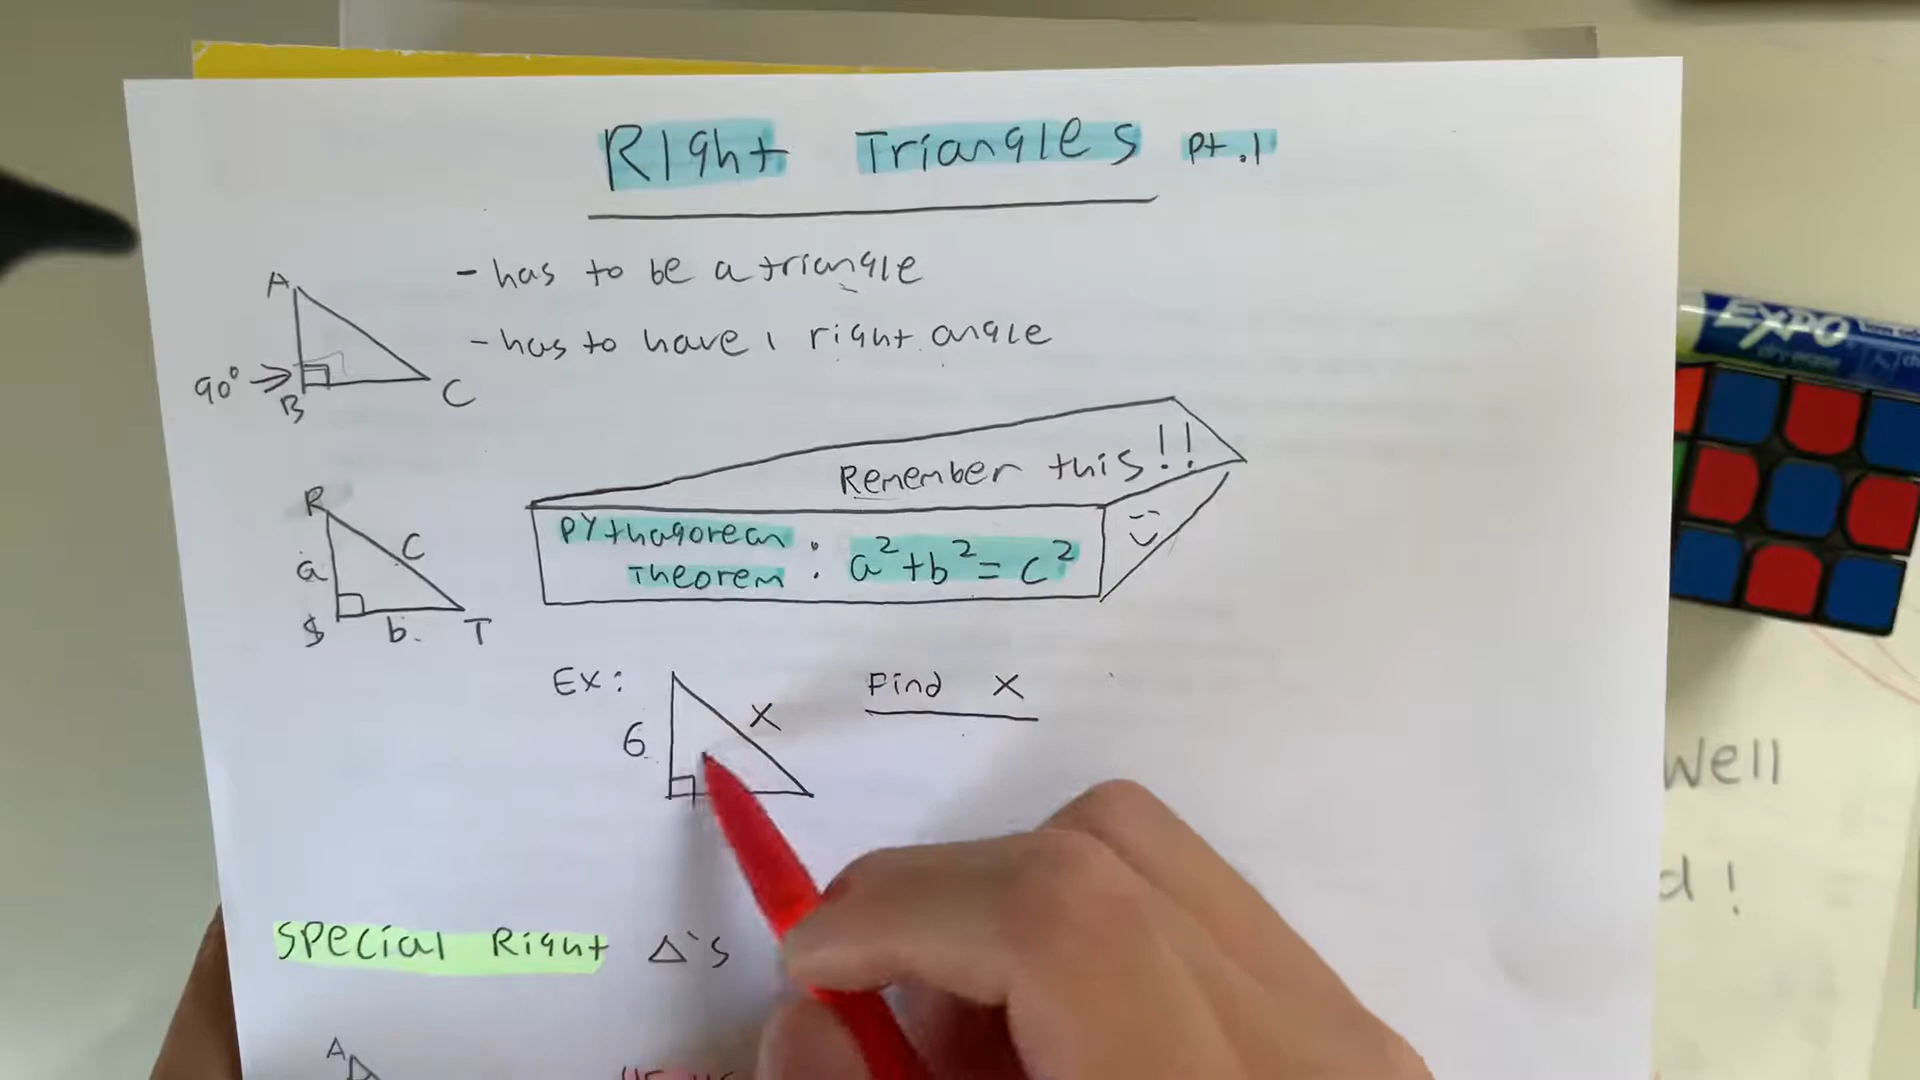 Right Triangles Pt.1
A
- has to be a triangle
- has to have 1 right angle
90°
B
C
Remember this!!
Pythagorean
Theorem : a²+b²=c²
R
a
C
S
b
T
Ex:
6
X
Find X
Special Right Δ's
A
EXPO
Well
d!